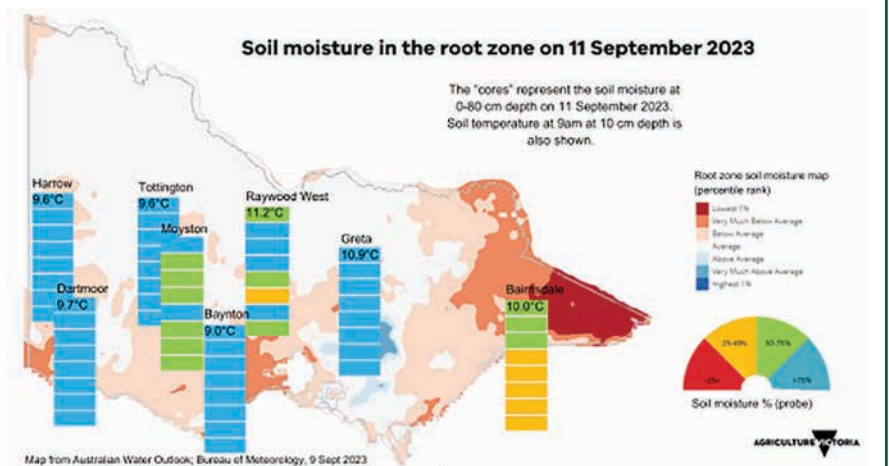 Soil moisture in the root zone on 11 September 2023
The "cores" represent the soil moisture at
0-80 cm depth on 11 September 2023.
Soil temperature at 9am at 10 cm depth is
also shown.
Harrow
9.6°C
Tottington
9.6°C
Moyston
Raywood West
11.2°C
Greta
10.9°C
Dartmoor
9.7°C
Baynton
9.0°C
Bairnsdale
10.0°C
Root zone soil moisture map
(percentile rank)
Lowest 1%
Very Much Below Average
Below Average
Average
Above Average
Very Much Above Average
Highest 1%
50-75%
>75%
Soil moisture % (probe)
AGRICULTURE VICTORIA
Map from Australian Water Outlook; Bureau of Meteorology, 9 Sept 2023